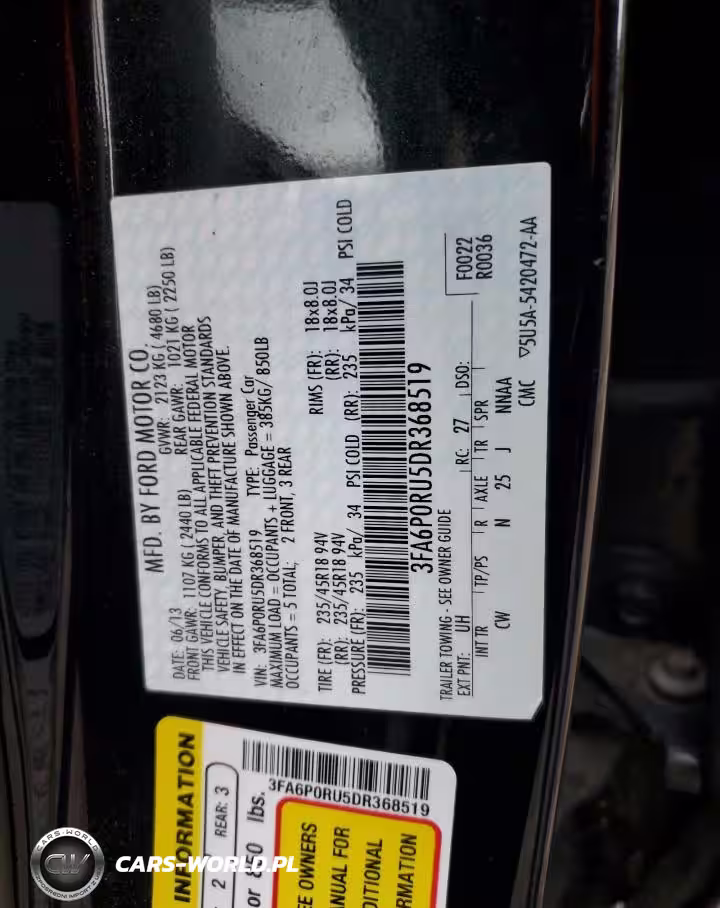 MFD. BY FORD MOTOR CO.
DATE: 06/13 GVWR: 2123 KG ( 4680 LB)
FRONT GAWR: 1107 KG ( 2440 LB) REAR GAWR: 1021 KG ( 2250 LB)
THIS VEHICLE CONFORMS TO ALL APPLICABLE FEDERAL MOTOR
VEHICLE SAFETY, BUMPER, AND THEFT PREVENTION STANDARDS
IN EFFECT ON THE DATE OF MANUFACTURE SHOWN ABOVE.
VIN: 3FA6P0RU5DR368519 TYPE: Passenger Car
MAXIMUM LOAD = OCCUPANTS + LUGGAGE = 385KG/ 850LB
OCCUPANTS = 5 TOTAL; 2 FRONT, 3 REAR
TIRE (FR): 235/45R18 94V RIMS (FR): 18x8.0J
(RR): 235/45R18 94V (RR): 18x8.0J
PRESSURE (FR): 235 kPa/ 34 PSI COLD (RR): 235 kPa/ 34 PSI COLD
3FA6P0RU5DR368519
TRAILER TOWING - SEE OWNER GUIDE
F0022
R0036
EXT PNT: UH RC: 27 DSO:
INT TR TP/PS R AXLE TR SPR
CW N 25 J NNAA
CMC ▽5U5A-5420472-AA
INFORMATION
2 REAR: 3
or lbs.
3FA6P0RU5DR368519
EE OWNERS
ANUAL FOR
DITIONAL
RMATION
CARS-WORLD
CW
CARS-WORLD.PL